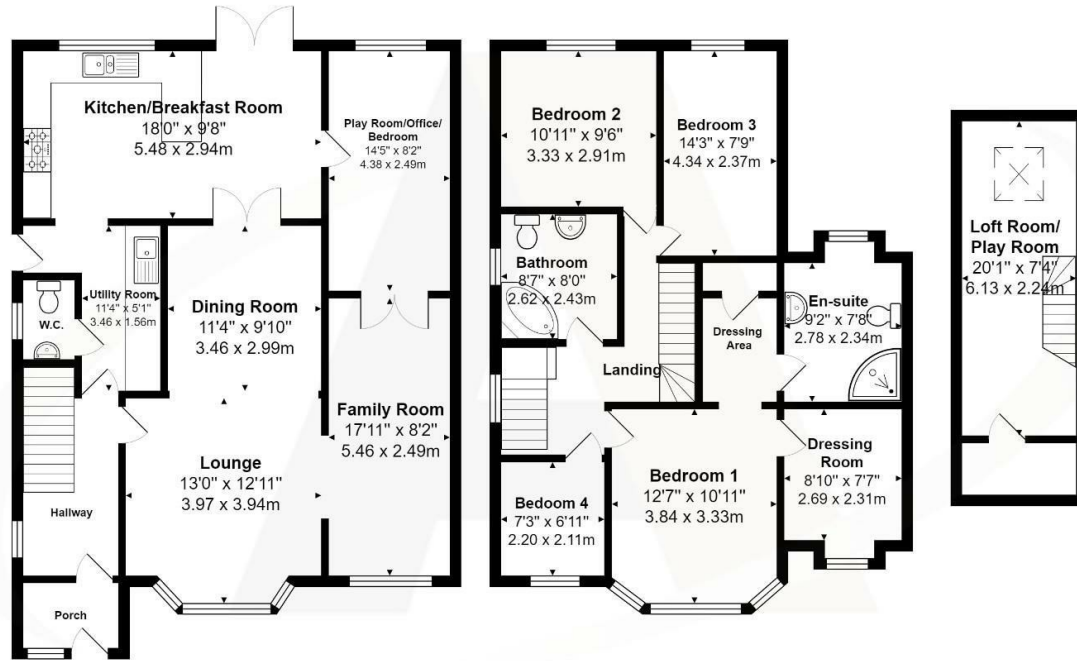 Kitchen/Breakfast Room
18'0" x 9'8"
5.48 x 2.94m
Play Room/Office/
Bedroom
14'5" x 8'2"
4.38 x 2.49m
Utility Room
11'4" x 5'1"
3.46 x 1.56m
W.C.
Dining Room
11'4" x 9'10"
3.46 x 2.99m
Lounge
13'0" x 12'11"
3.97 x 3.94m
Family Room
17'11" x 8'2"
5.46 x 2.49m
Hallway
Porch
Bedroom 2
10'11" x 9'6"
3.33 x 2.91m
Bedroom 3
14'3" x 7'9"
4.34 x 2.37m
Bathroom
8'7" x 8'0"
2.62 x 2.43m
Landing
Dressing
Area
En-suite
9'2" x 7'8"
2.78 x 2.34m
Bedroom 1
12'7" x 10'11"
3.84 x 3.33m
Dressing
Room
8'10" x 7'7"
2.69 x 2.31m
Bedoom 4
7'3" x 6'11"
2.20 x 2.11m
Loft Room/
Play Room
20'1" x 7'4"
6.13 x 2.24m